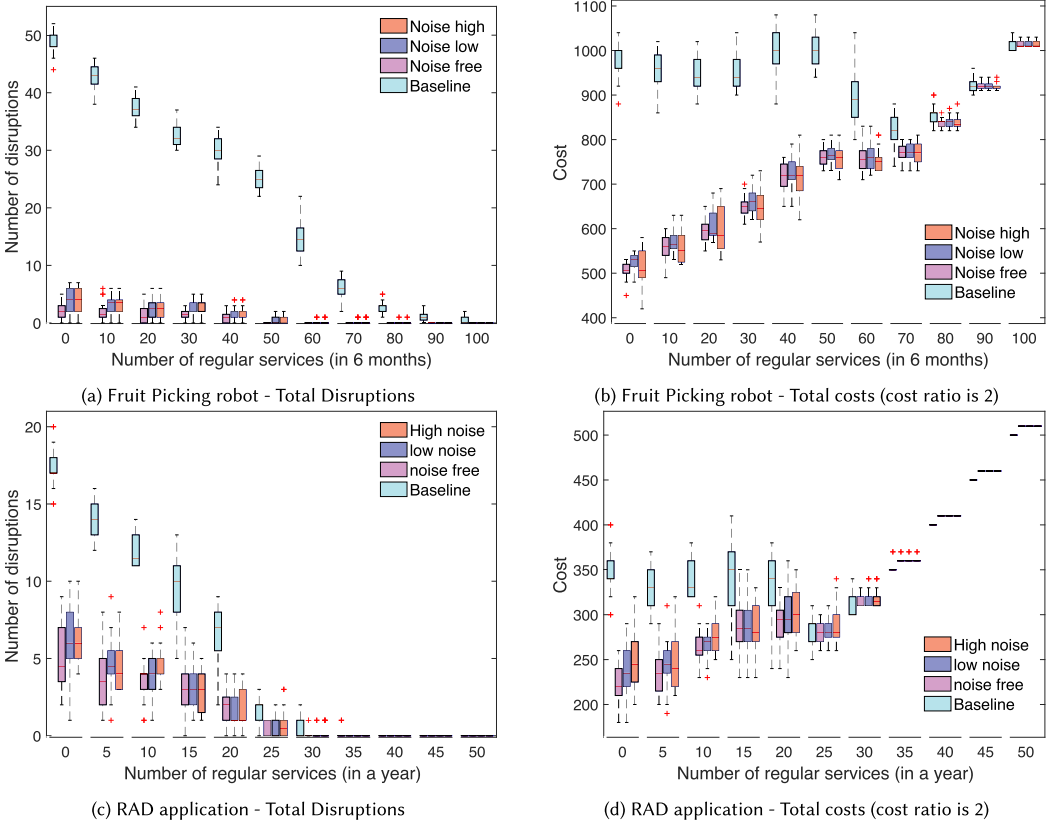 50
40
30
20
10
0
Number of disruptions
Noise high
Noise low
Noise free
Baseline
0 10 20 30 40 50 60 70 80 90 100
Number of regular services (in 6 months)
(a) Fruit Picking robot - Total Disruptions
1100
1000
900
800
700
600
500
400
Cost
Noise high
Noise low
Noise free
Baseline
0 10 20 30 40 50 60 70 80 90 100
Number of regular services (in 6 months)
(b) Fruit Picking robot - Total costs (cost ratio is 2)
20
15
10
5
0
Number of disruptions
High noise
low noise
noise free
Baseline
0 5 10 15 20 25 30 35 40 45 50
Number of regular services (in a year)
(c) RAD application - Total Disruptions
500
450
400
350
300
250
200
Cost
High noise
low noise
noise free
Baseline
0 5 10 15 20 25 30 35 40 45 50
Number of regular services (in a year)
(d) RAD application - Total costs (cost ratio is 2)